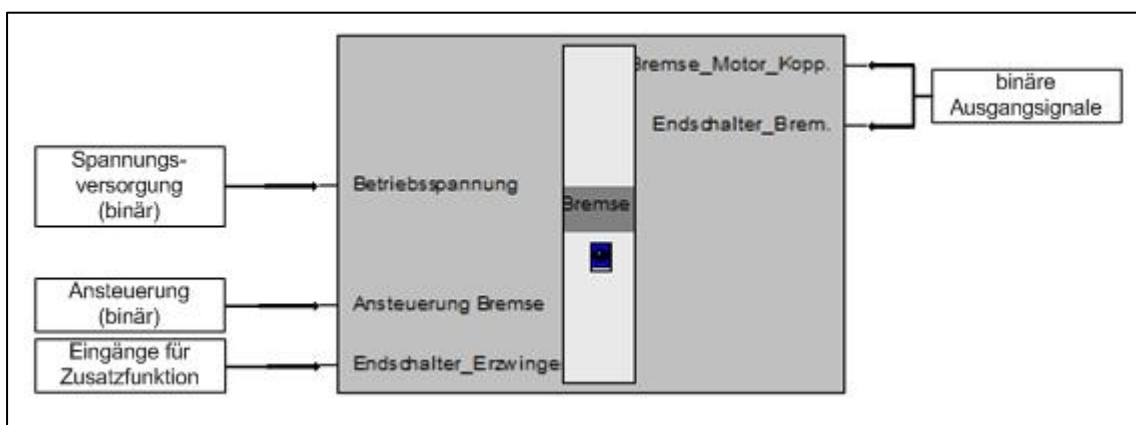 Bremse_Motor_Kopp.
binäre
Ausgangsignale
Endschalter_Brem.
Spannungs-
versorgung
(binär)
Betriebsspannung
Bremse
Ansteuerung
(binär)
Ansteuerung Bremse
Eingänge für
Zusatzfunktion
Endschalter_Erzwinge